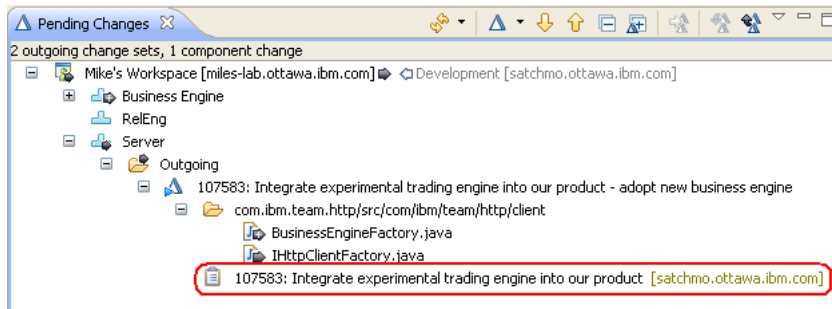 Pending Changes
2 outgoing change sets, 1 component change
Mike's Workspace [miles-lab.ottawa.ibm.com] Development [satchmo.ottawa.ibm.com]
Business Engine
RelEng
Server
Outgoing
107583: Integrate experimental trading engine into our product - adopt new business engine
com.ibm.team.http/src/com/ibm/team/http/client
BusinessEngineFactory.java
IHttpClientFactory.java
107583: Integrate experimental trading engine into our product [satchmo.ottawa.ibm.com]